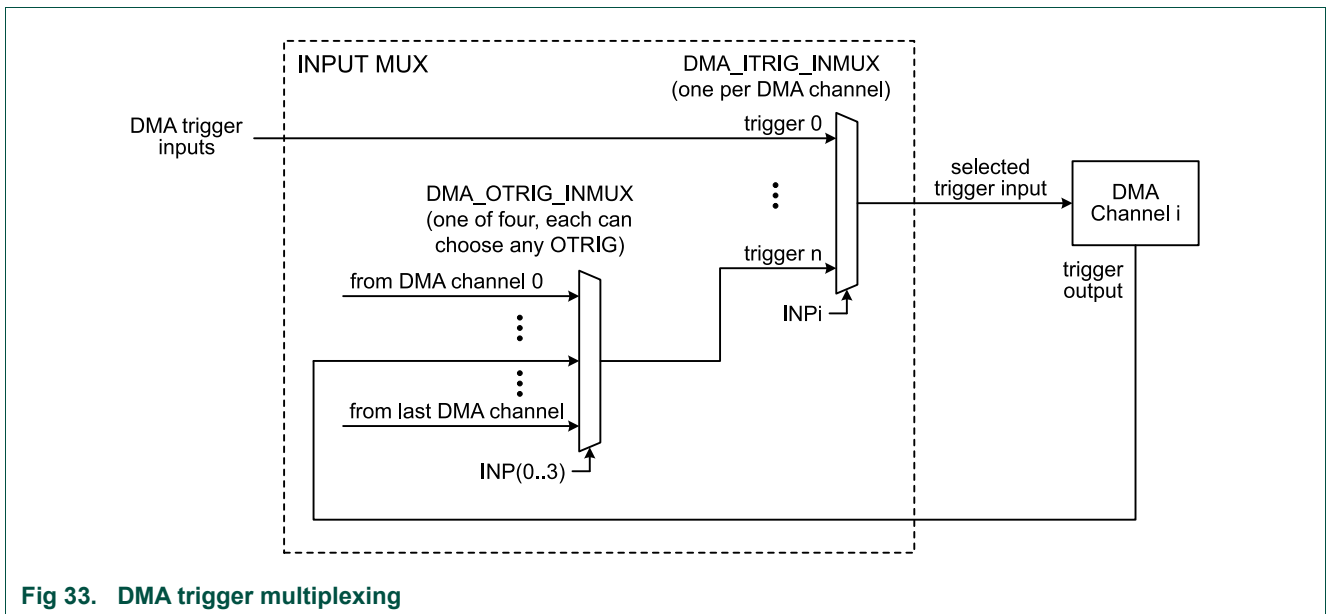 INPUT MUX
DMA_ITRIG_INMUX
(one per DMA channel)
DMA trigger
inputs
trigger 0
selected
trigger input
DMA
Channel i
DMA_OTRIG_INMUX
(one of four, each can
choose any OTRIG)
trigger n
trigger
output
from DMA channel 0
INPi
from last DMA channel
INP(0..3)
Fig 33. DMA trigger multiplexing